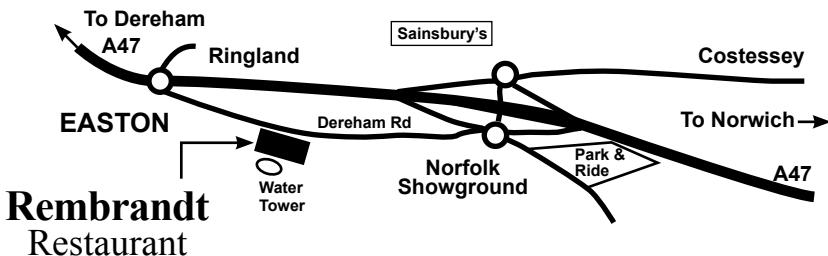 To Dereham
A47
Ringland
Sainsbury's
Costessey
EASTON
Dereham Rd
To Norwich
Park &
Ride
Water
Tower
Norfolk
Showground
A47
Rembrandt
Restaurant